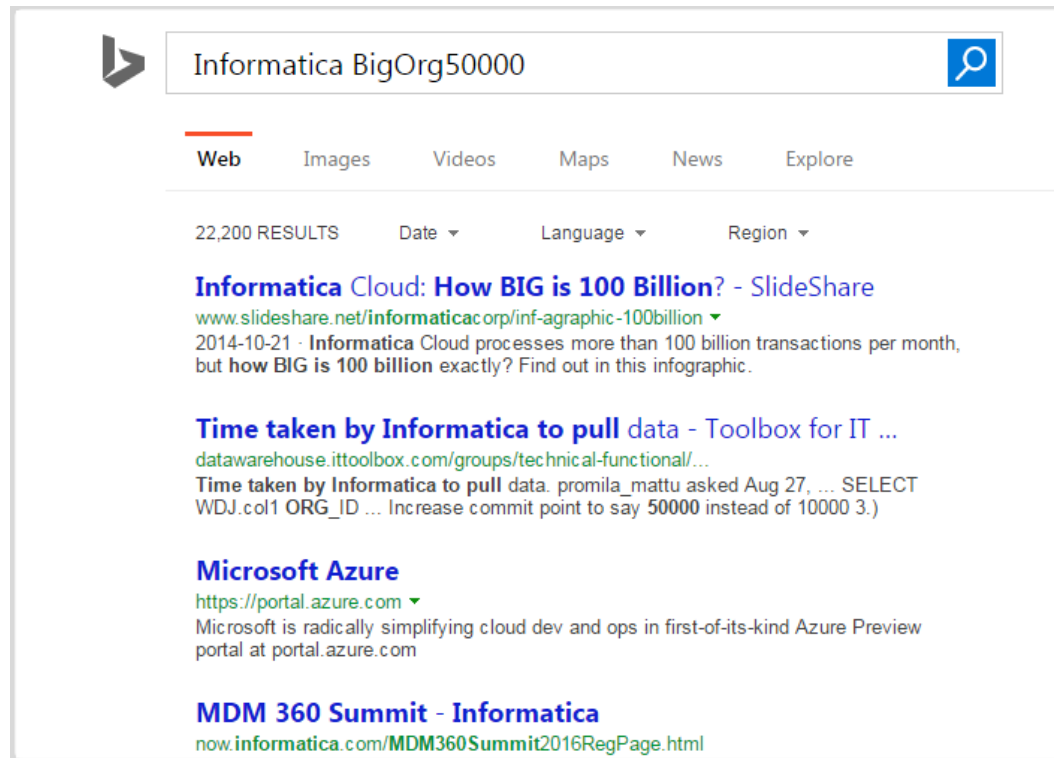 Informatica BigOrg50000
Web Images Videos Maps News Explore
22,200 RESULTS Date Language Region
Informatica Cloud: How BIG is 100 Billion? - SlideShare
www.slideshare.net/informaticacorp/inf-agraphic-100billion
2014-10-21 · Informatica Cloud processes more than 100 billion transactions per month,
but how BIG is 100 billion exactly? Find out in this infographic.
Time taken by Informatica to pull data - Toolbox for IT ...
datawarehouse.ittoolbox.com/groups/technical-functional/...
Time taken by Informatica to pull data. promila_mattu asked Aug 27, ... SELECT
WDJ.col1 ORG_ID ... Increase commit point to say 50000 instead of 10000 3.)
Microsoft Azure
https://portal.azure.com
Microsoft is radically simplifying cloud dev and ops in first-of-its-kind Azure Preview
portal at portal.azure.com
MDM 360 Summit - Informatica
now.informatica.com/MDM360Summit2016RegPage.html